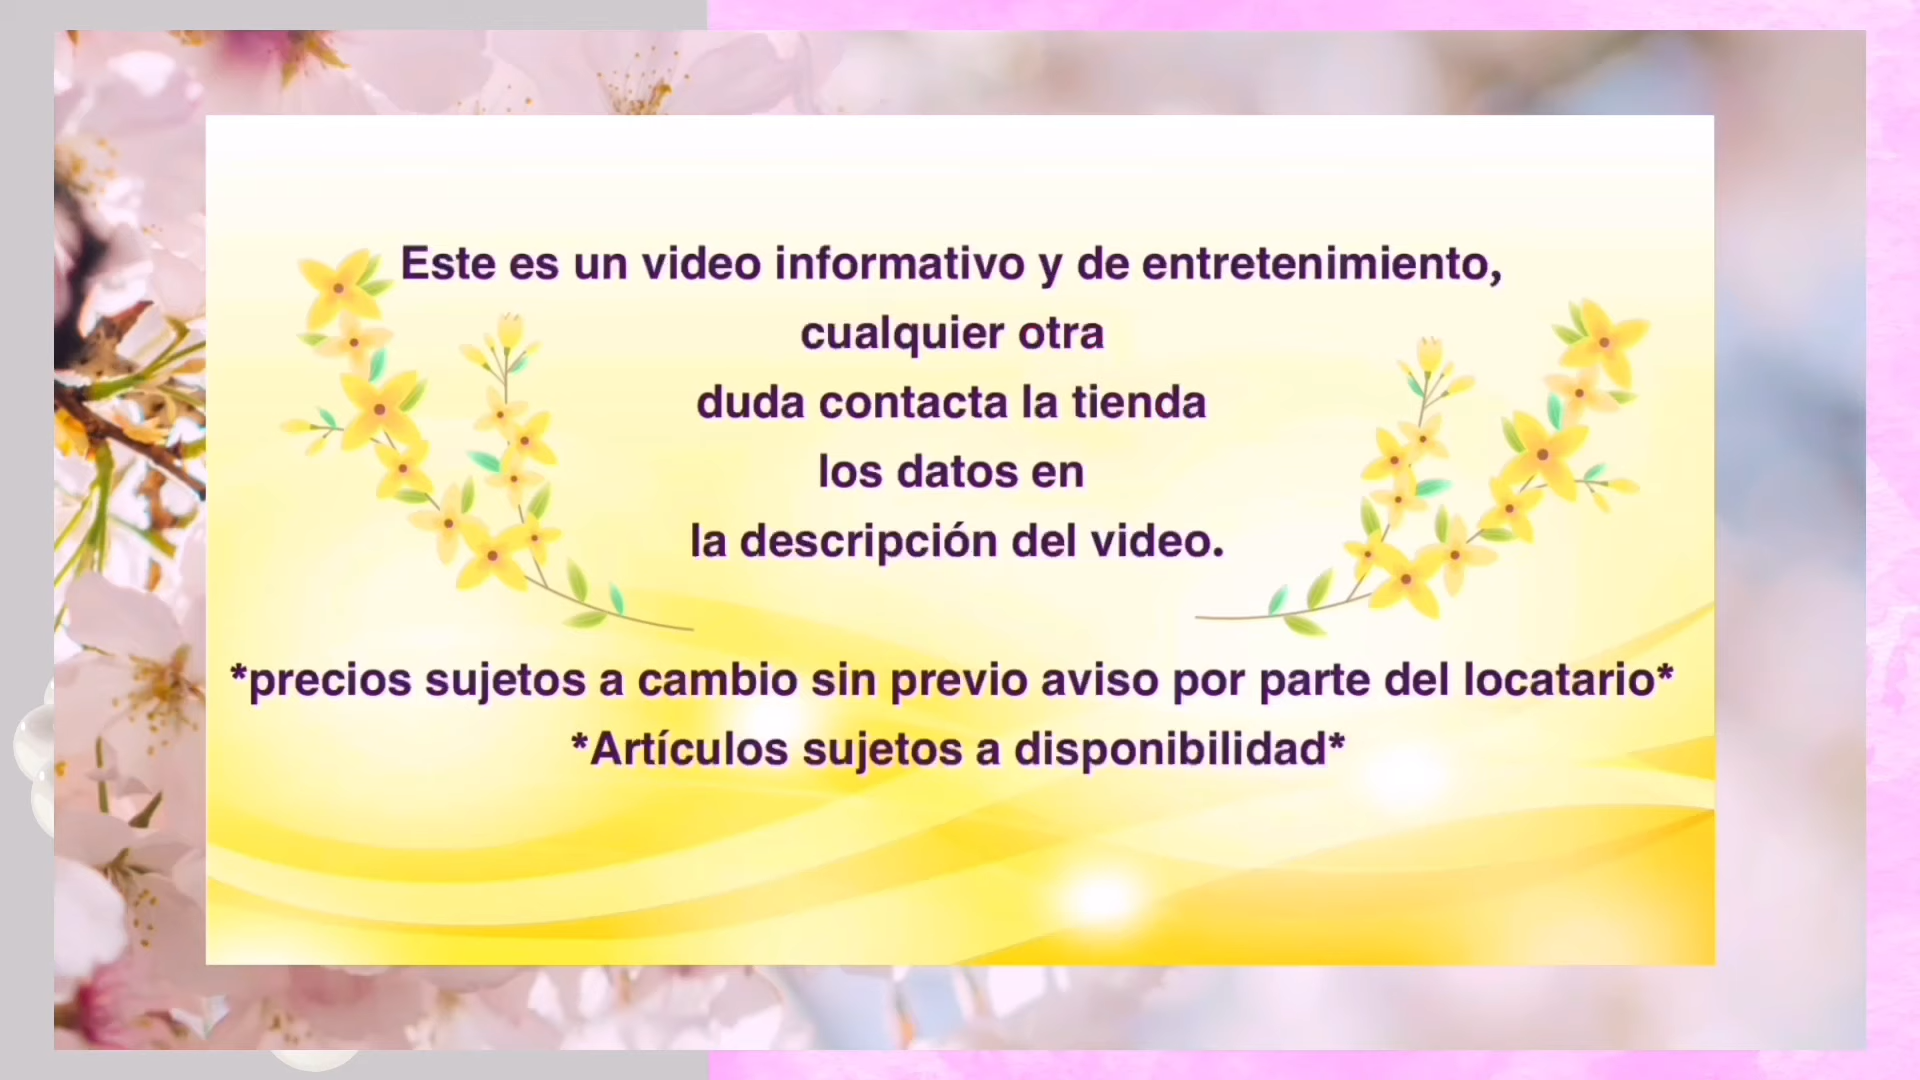 Este es un video informativo y de entretenimiento,
cualquier otra
duda contacta la tienda
los datos en
la descripción del video.
*precios sujetos a cambio sin previo aviso por parte del locatario*
*Artículos sujetos a disponibilidad*